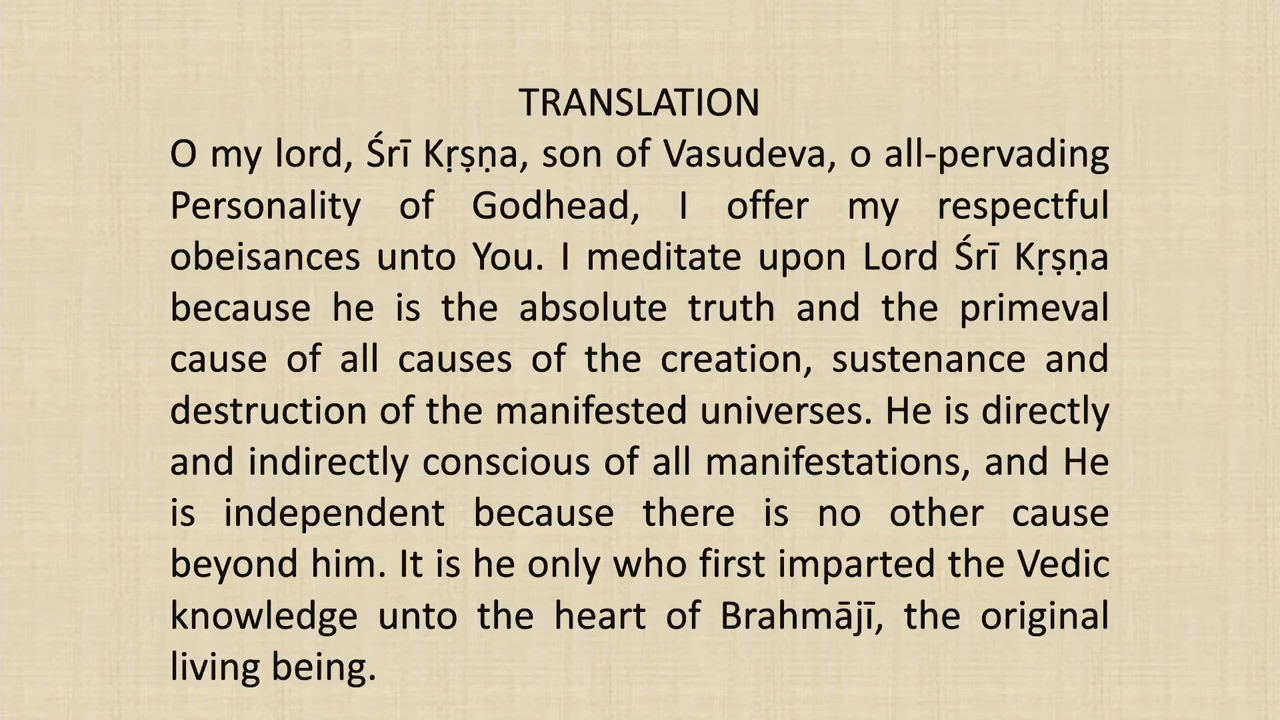 TRANSLATION
O my lord, Śrī Kṛṣṇa, son of Vasudeva, o all-pervading
Personality of Godhead, I offer my respectful
obeisances unto You. I meditate upon Lord Śrī Kṛṣṇa
because he is the absolute truth and the primeval
cause of all causes of the creation, sustenance and
destruction of the manifested universes. He is directly
and indirectly conscious of all manifestations, and He
is independent because there is no other cause
beyond him. It is he only who first imparted the Vedic
knowledge unto the heart of Brahmājī, the original
living being.